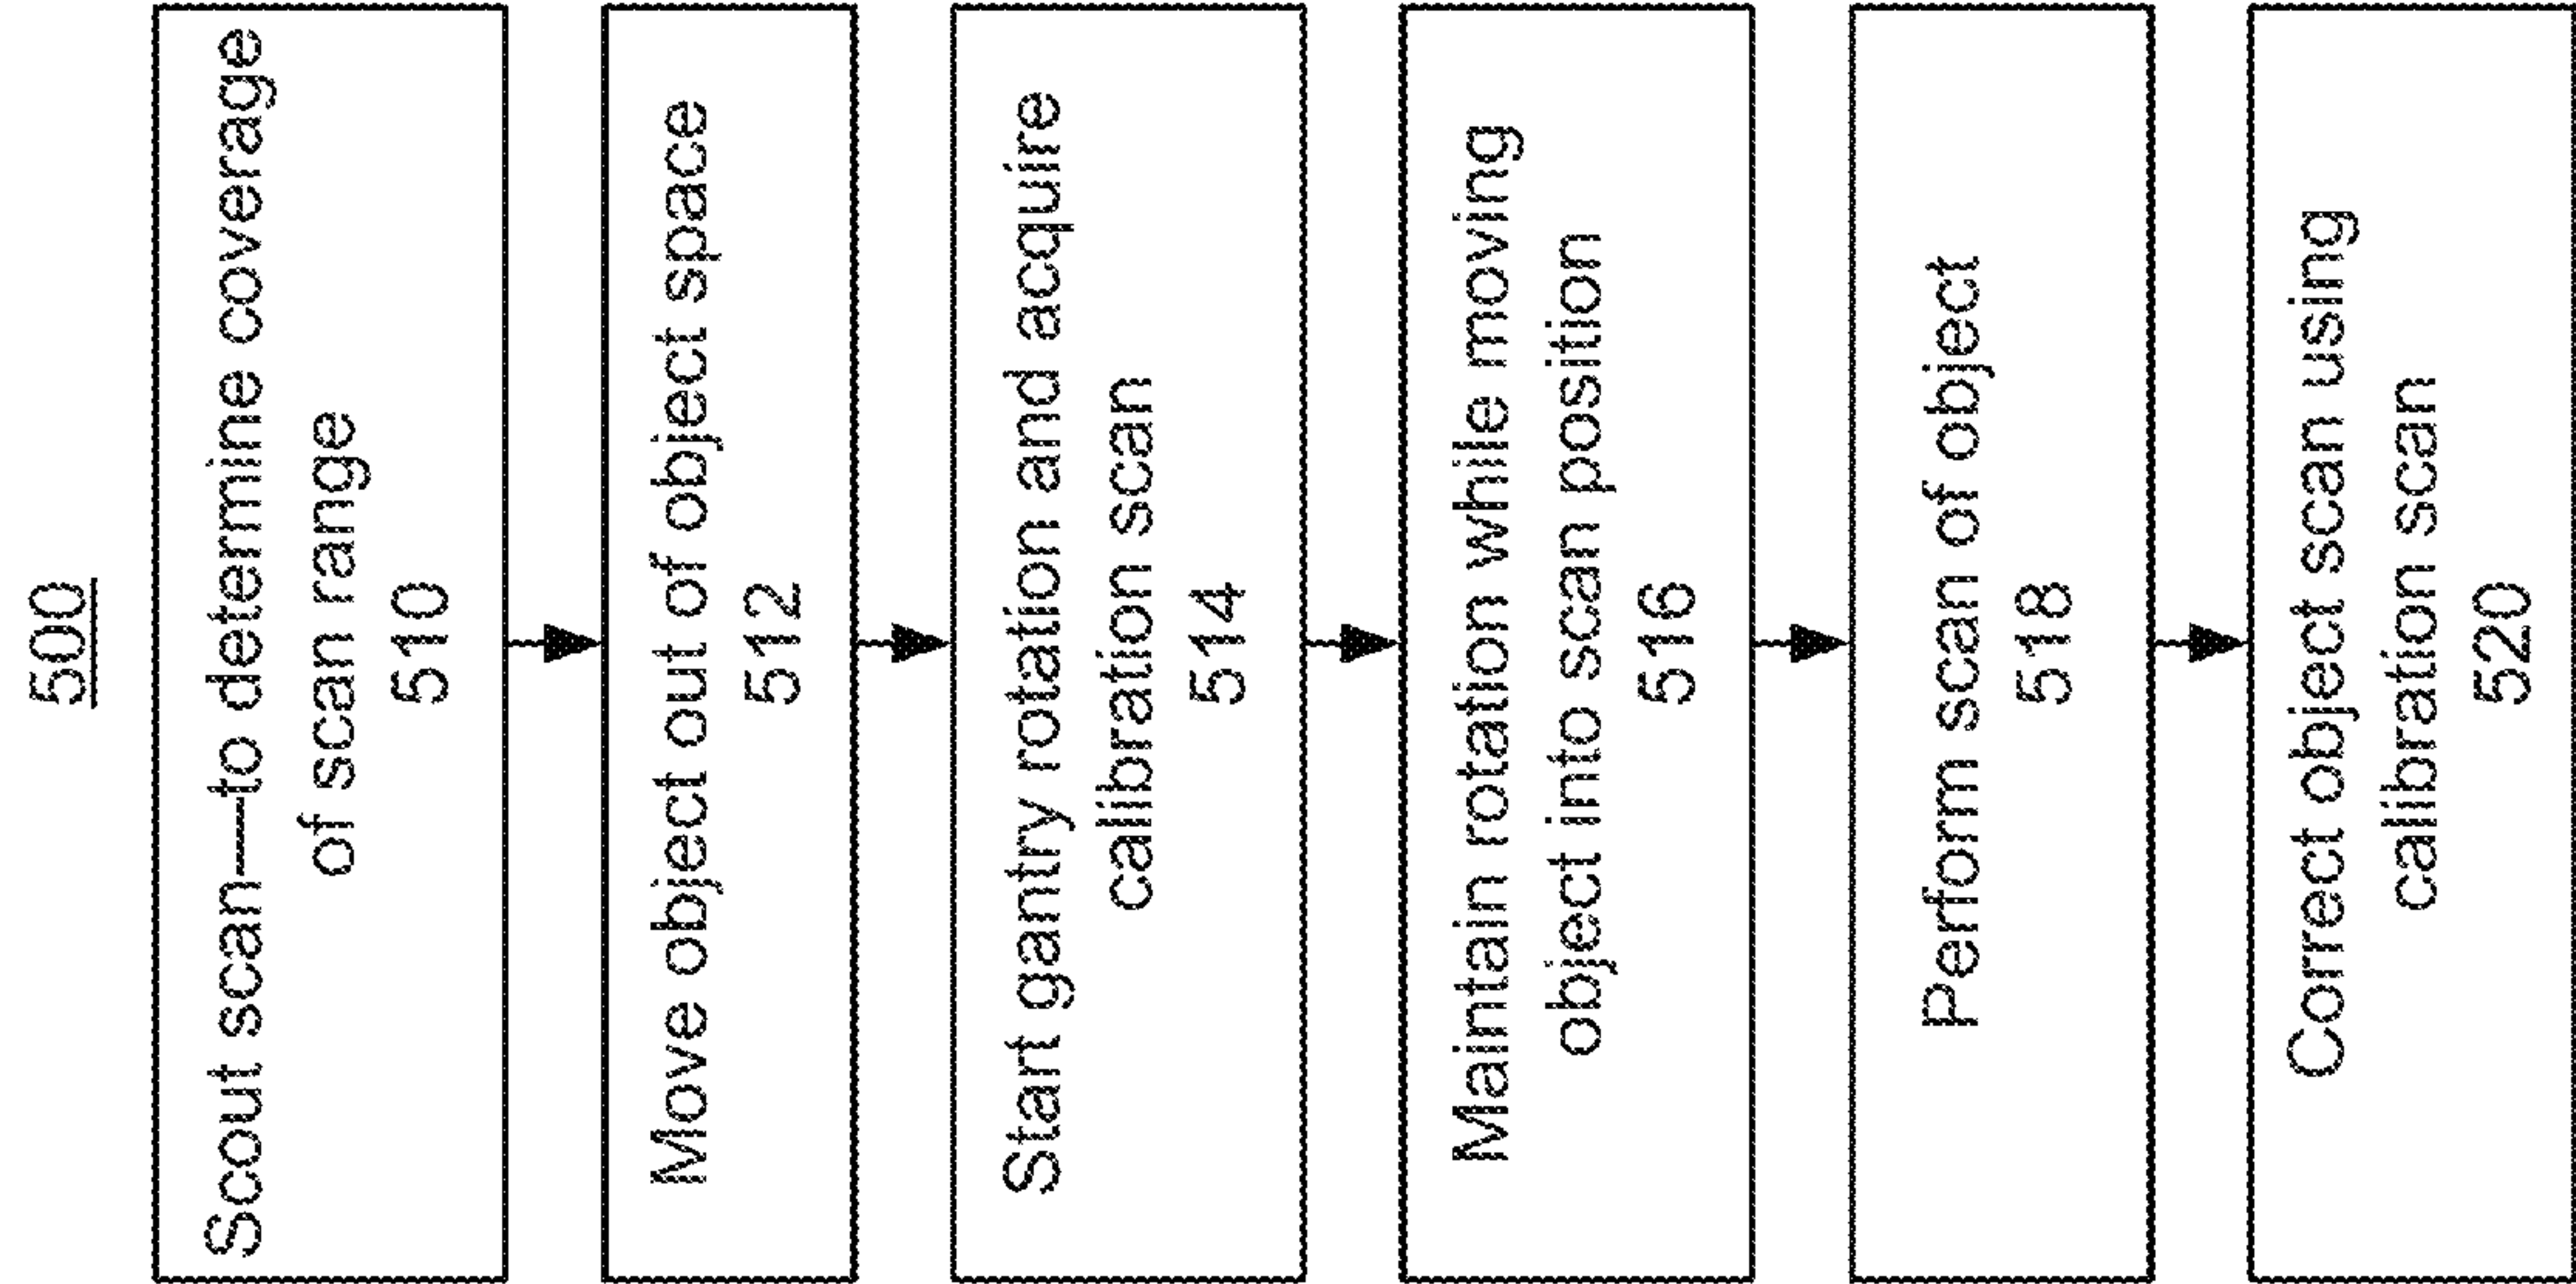 500
Scout scan—to determine coverage
of scan range
510
Move object out of object space
512
Start gantry rotation and acquire
calibration scan
514
Maintain rotation while moving
object into scan position
516
Perform scan of object
518
Correct object scan using
calibration scan
520